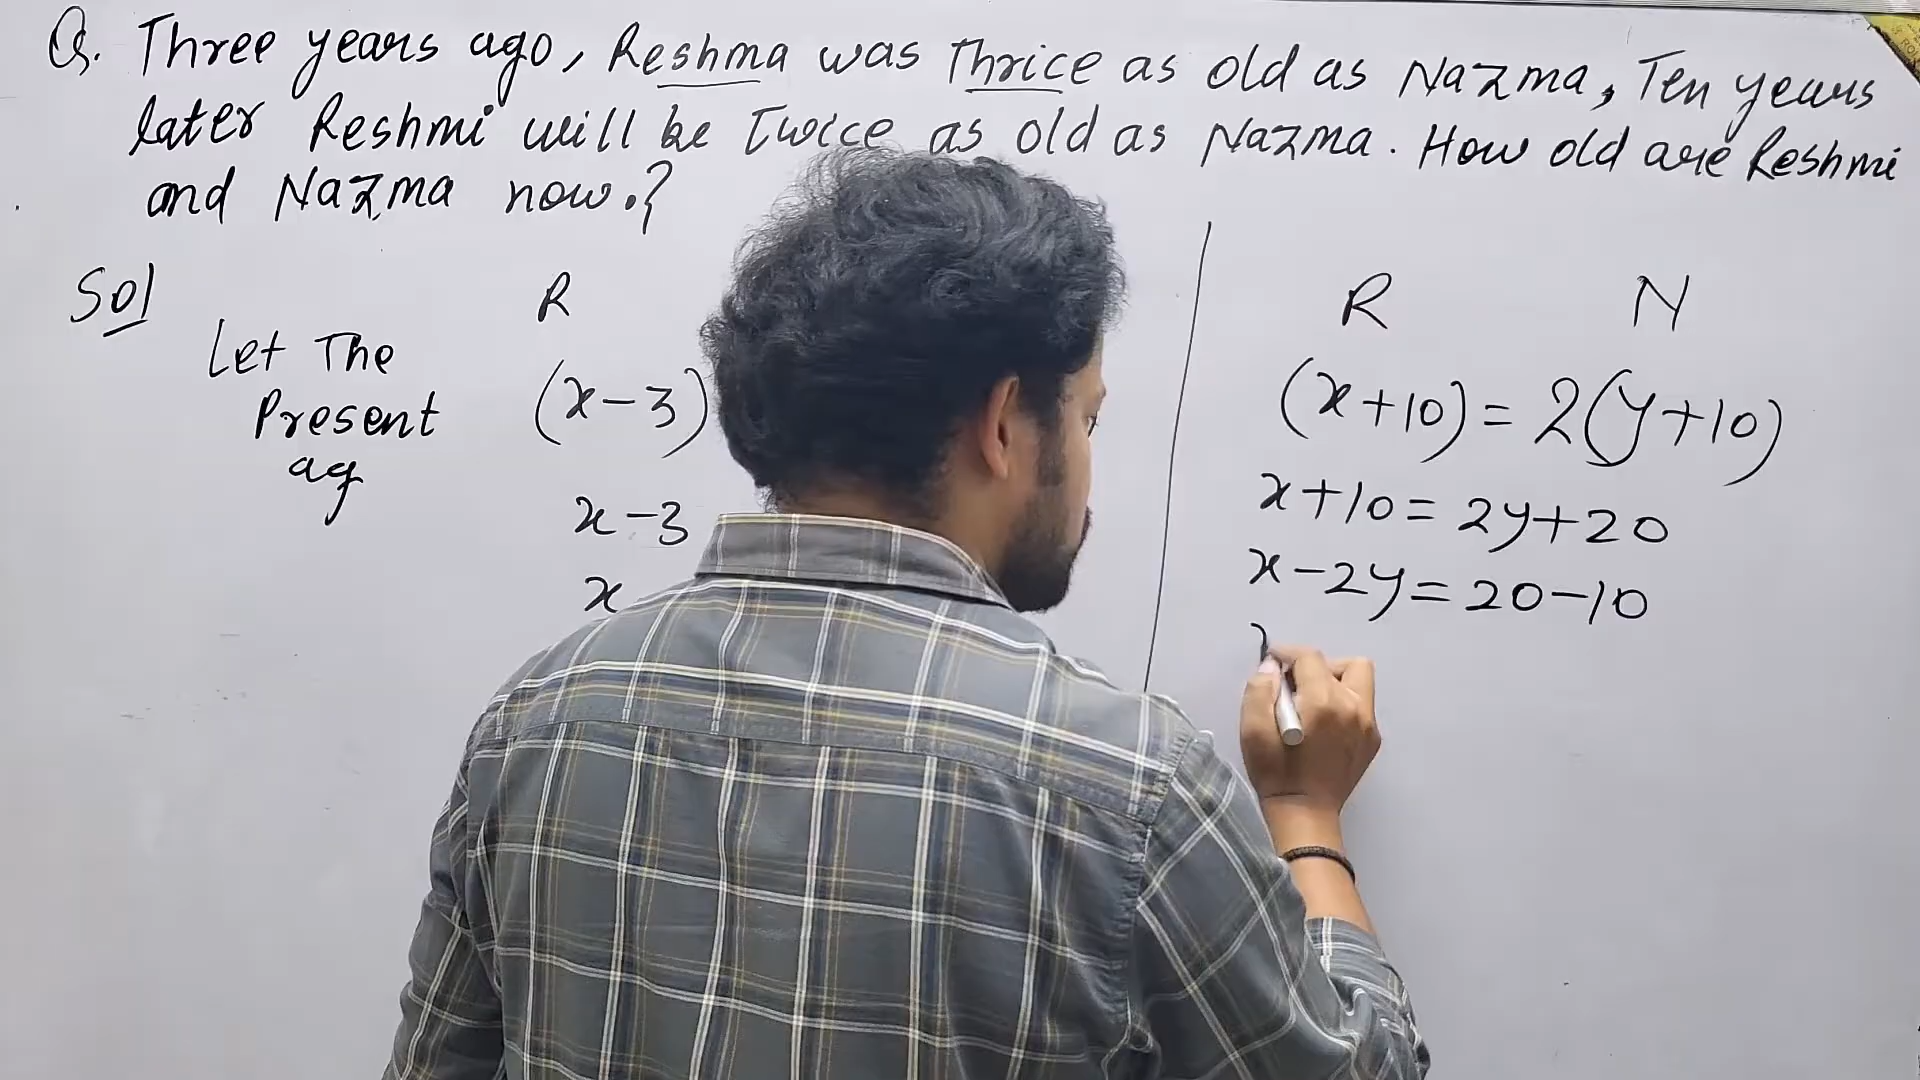 Q. Three years ago, Reshma was Thrice as old as Nazma, Ten years
later Reshmi will be Twice as old as Nazma. How old are Reshmi
and Nazma now.?
Sol
Let The
Present
ag
R
(x-3)
x-3
x
R N
(x+10)=2(y+10)
x+10=2y+20
x-2y=20-10